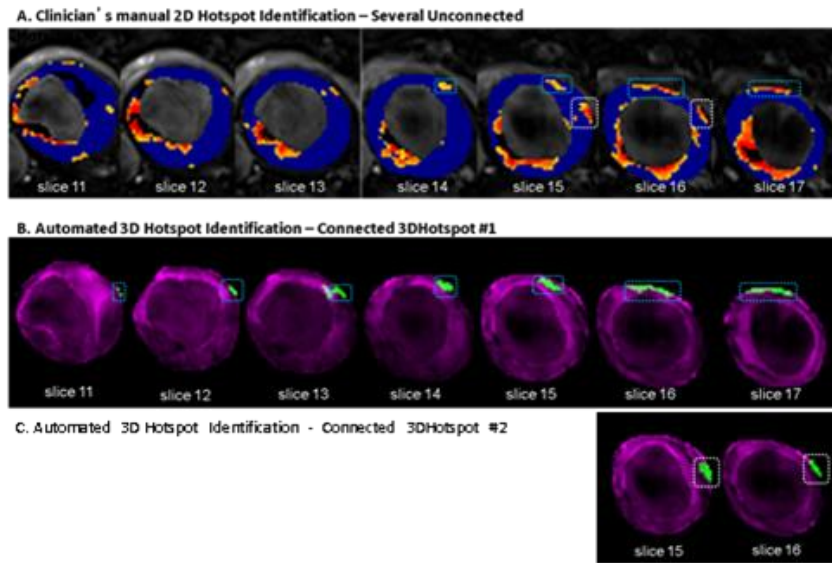 A. Clinician's manual 2D Hotspot Identification – Several Unconnected
slice 11 slice 12 slice 13 slice 14 slice 15 slice 16 slice 17
B. Automated 3D Hotspot Identification – Connected 3DHotspot #1
slice 11 slice 12 slice 13 slice 14 slice 15 slice 16 slice 17
C. Automated 3D Hotspot Identification - Connected 3DHotspot #2
slice 15 slice 16